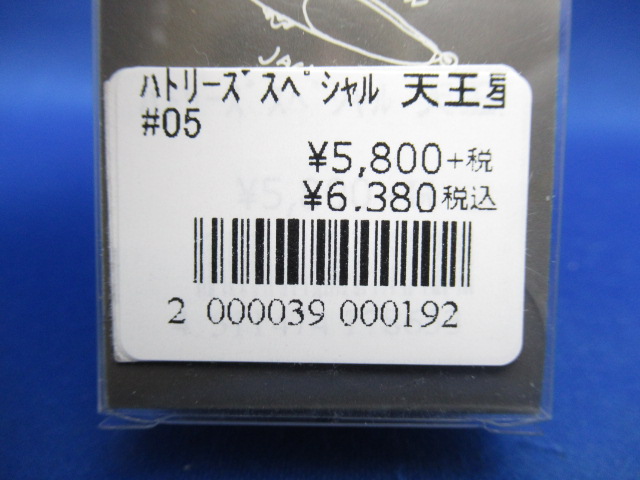 ﾊﾄﾘｰｽﾞ ｽﾍﾟｼｬﾙ 天王星
#05
¥5,800+税
¥6,380税込
2 000039 000192